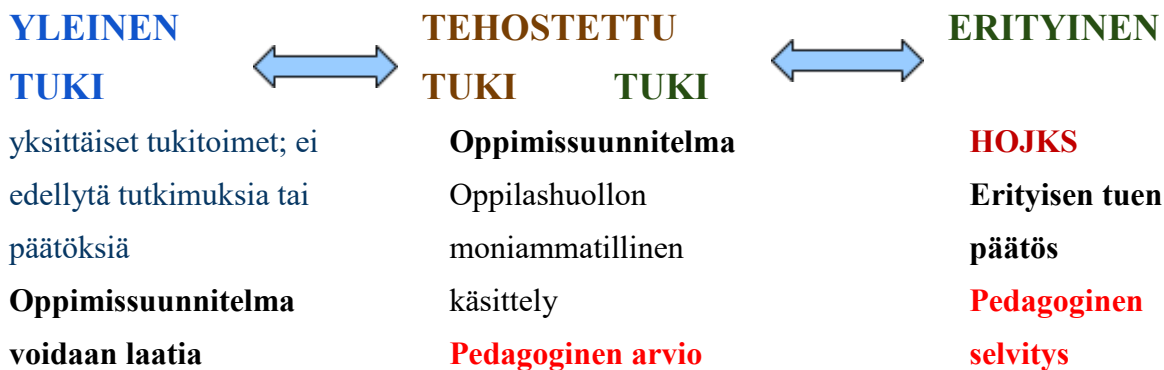 YLEINEN TEHOSTETTU ERITYINEN
TUKI TUKI TUKI
yksittäiset tukitoimet; ei
edellytä tutkimuksia tai
päätöksiä
Oppimissuunnitelma
voidaan laatia
Oppimissuunnitelma
Oppilashuollon
moniammatillinen
käsittely
Pedagoginen arvio
HOJKS
Erityisen tuen
päätös
Pedagoginen
selvitys